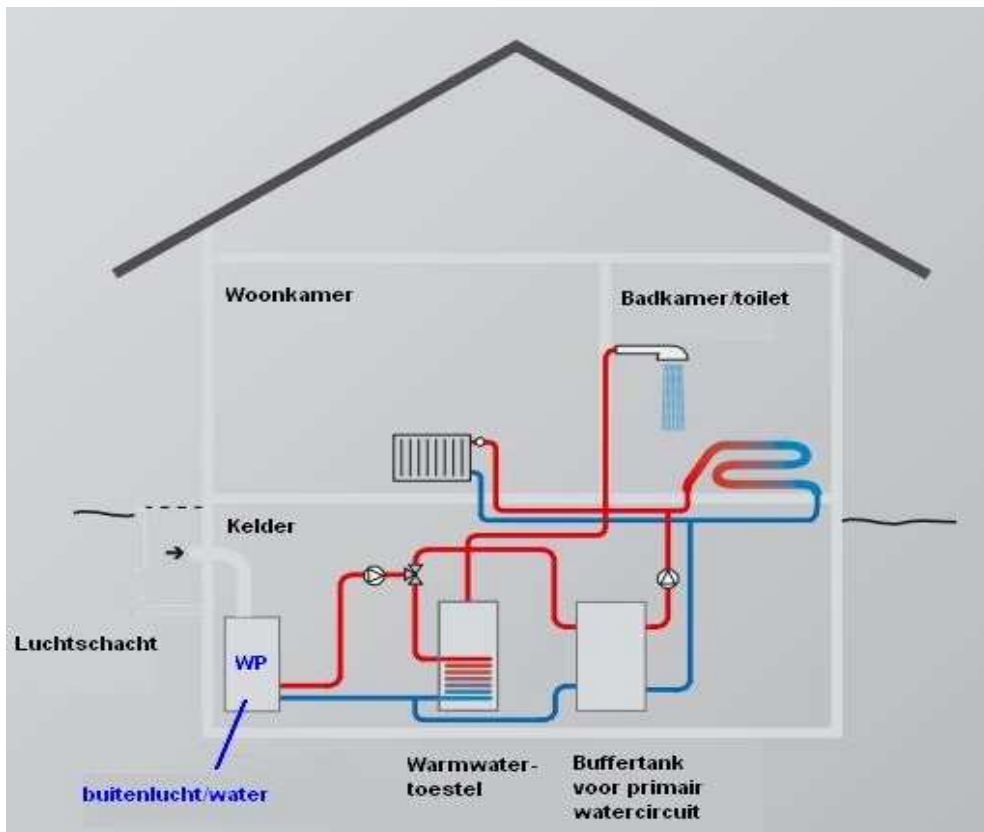 Woonkamer
Badkamer/toilet
Kelder
Luchtschacht
WP
buitenlucht/water
Warmwater-
toestel
Buffertank
voor primair
watercircuit